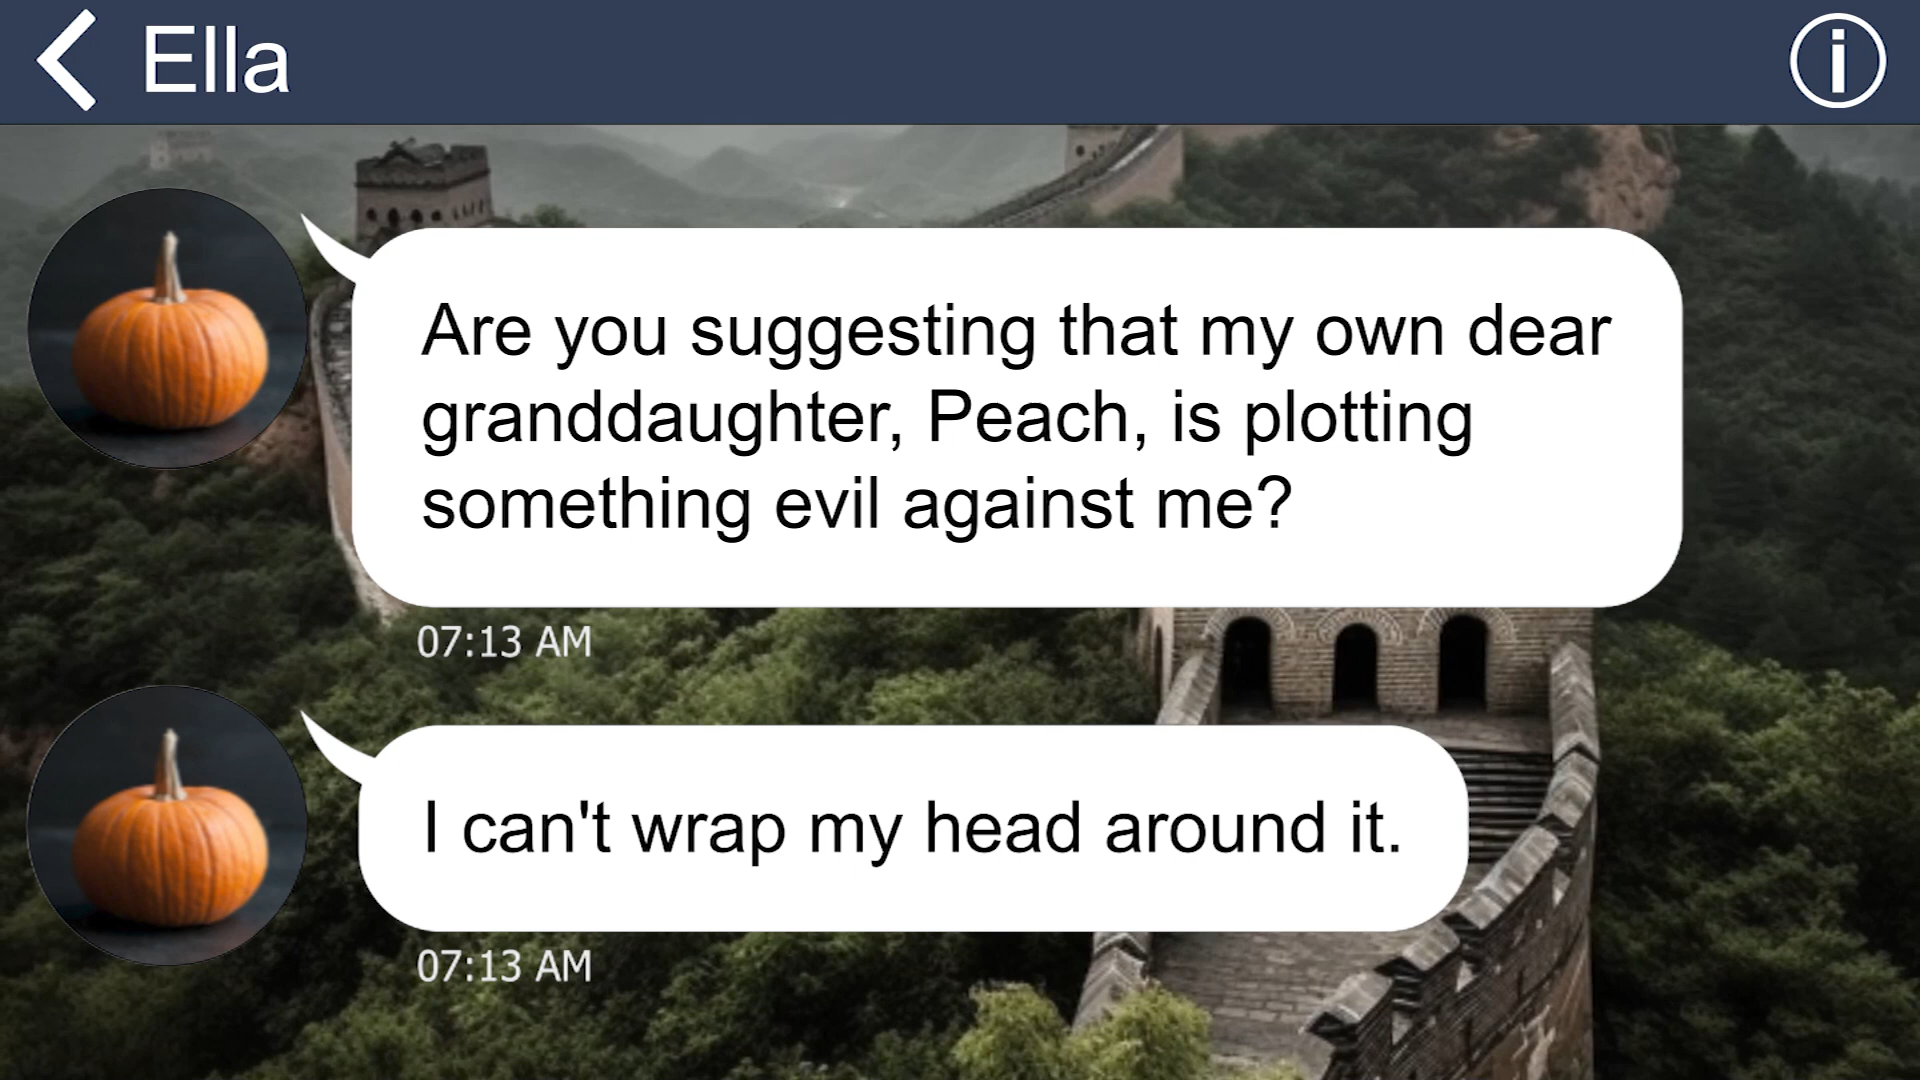 Ella
Are you suggesting that my own dear
granddaughter, Peach, is plotting
something evil against me?
07:13 AM
I can't wrap my head around it.
07:13 AM